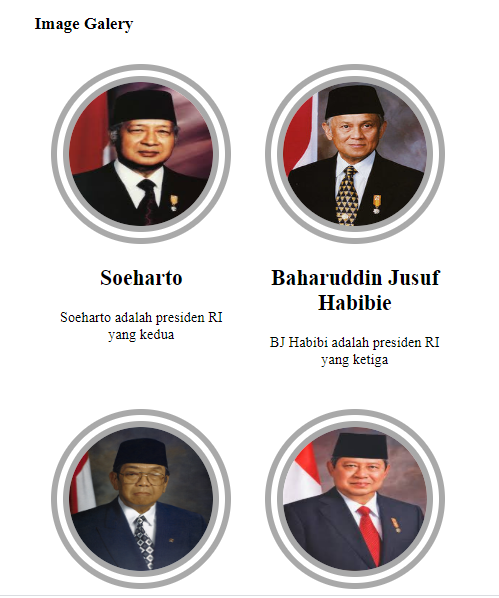 Image Galery
Soeharto
Soeharto adalah presiden RI
yang kedua
Baharuddin Jusuf
Habibie
BJ Habibi adalah presiden RI
yang ketiga